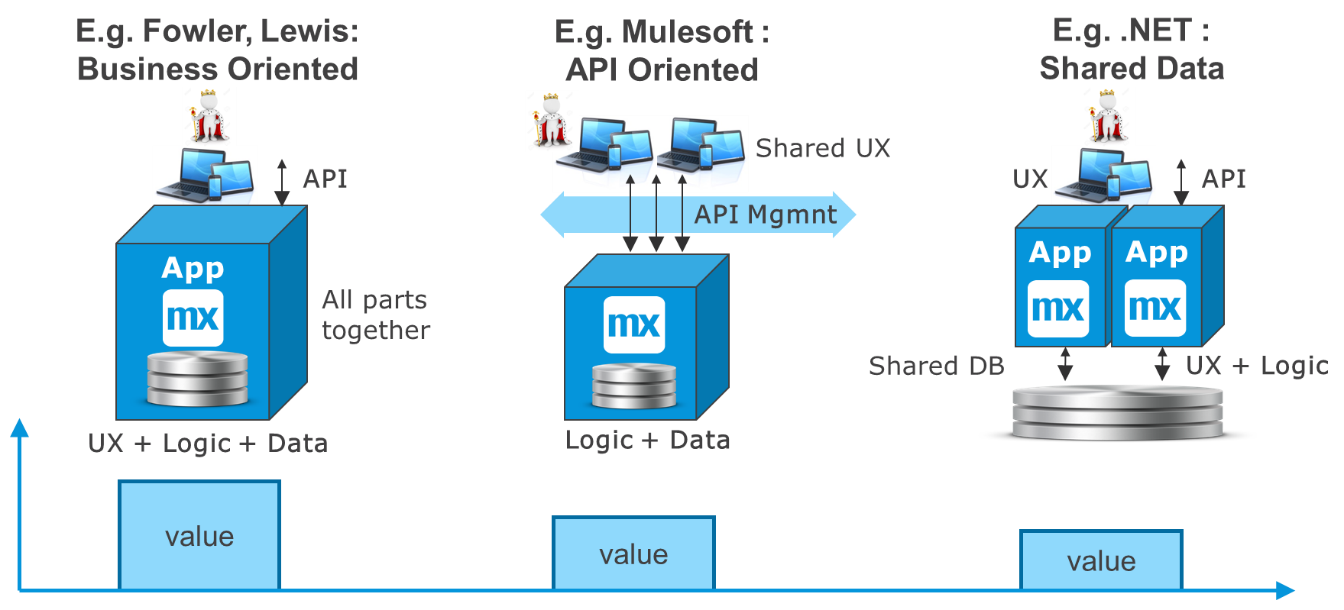 E.g. Fowler, Lewis:
Business Oriented
API
App
mx
All parts
together
UX + Logic + Data
value
E.g. Mulesoft :
API Oriented
Shared UX
API Mgmnt
mx
Logic + Data
value
E.g. .NET :
Shared Data
UX
API
App
App
mx
mx
Shared DB
UX + Logic
value